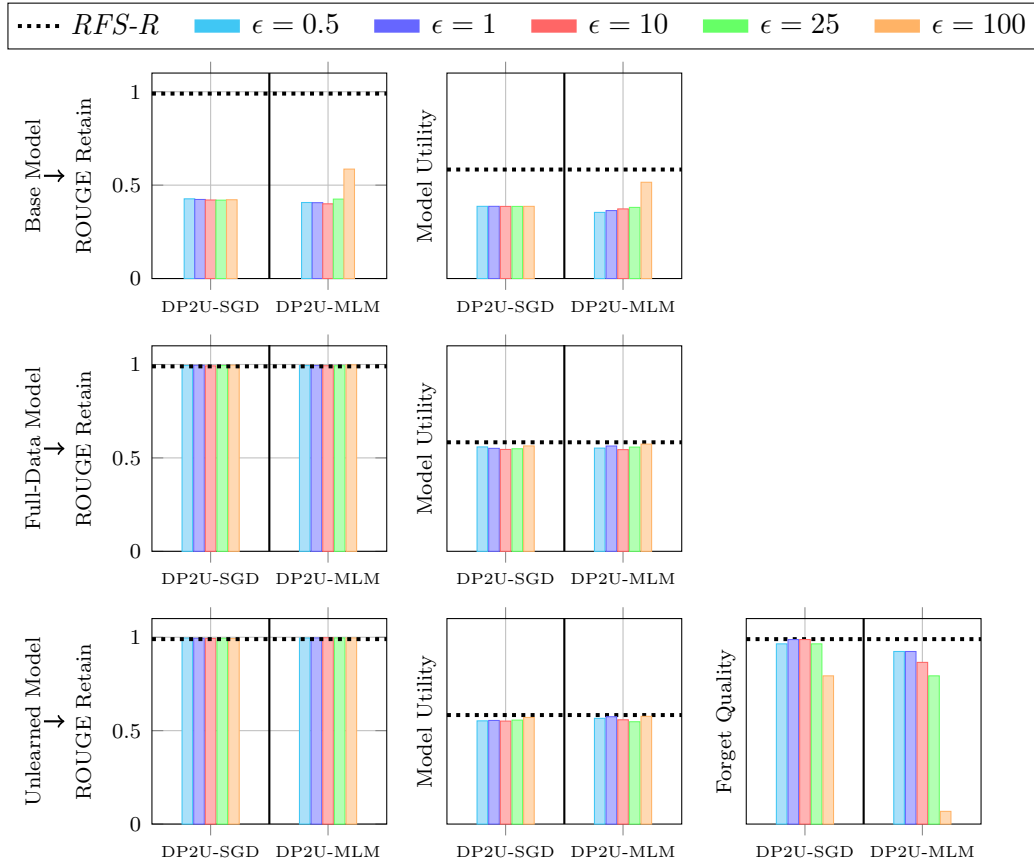 RFS-R ϵ = 0.5 ϵ = 1 ϵ = 10 ϵ = 25 ϵ = 100
Base Model
→
ROUGE Retain
1
0.5
0
DP2U-SGD DP2U-MLM
Model Utility
DP2U-SGD DP2U-MLM
Full-Data Model
→
ROUGE Retain
1
0.5
0
DP2U-SGD DP2U-MLM
Model Utility
DP2U-SGD DP2U-MLM
Unlearned Model
→
ROUGE Retain
1
0.5
0
DP2U-SGD DP2U-MLM
Model Utility
DP2U-SGD DP2U-MLM
Forget Quality
DP2U-SGD DP2U-MLM